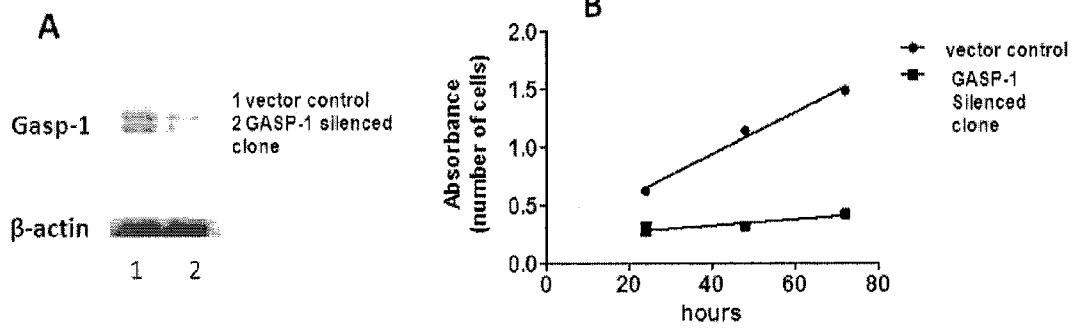 A
Gasp-1
1 vector control
2 GASP-1 silenced
clone
β-actin
1 2
B
Absorbance
(number of cells)
2.0
1.5
1.0
0.5
0.0
0 20 40 60 80
hours
vector control
GASP-1
Silenced
clone